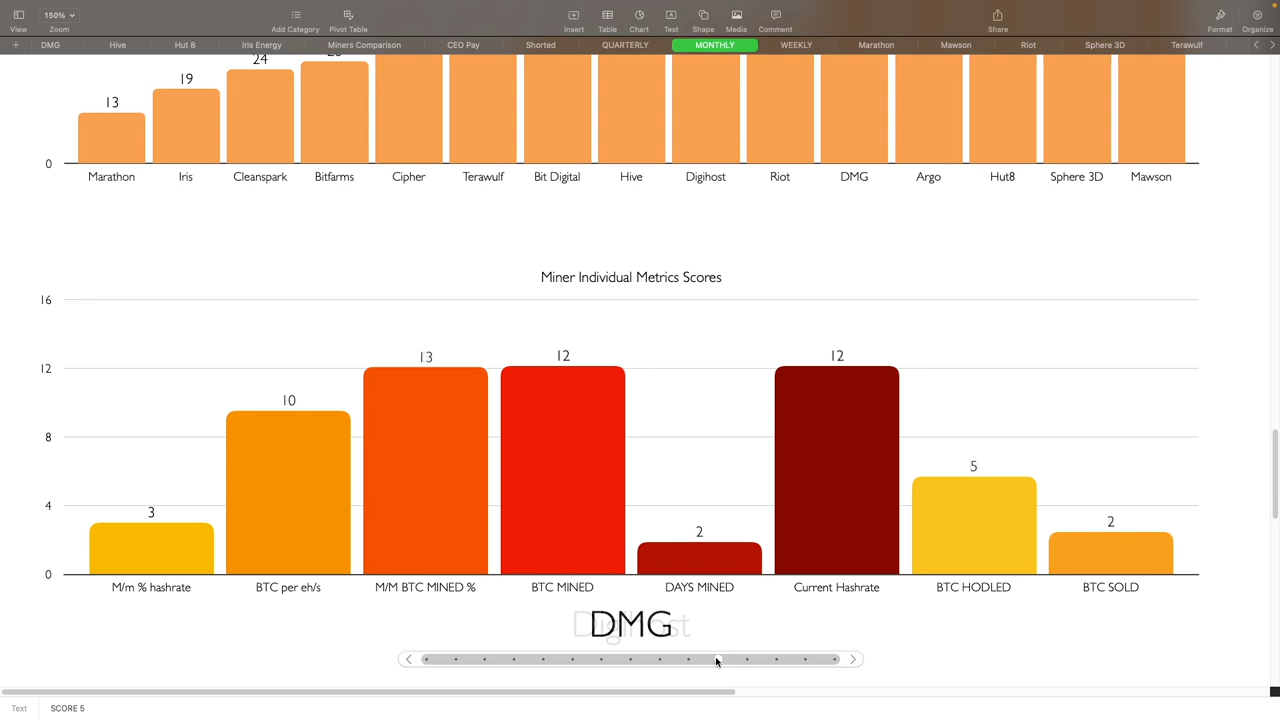 150%
View Zoom Add Category Pivot Table Insert Table Chart Text Shape Media Comment Share Format Organize
+ DMG Hive Hut 8 Iris Energy Miners Comparison CEO Pay Shorted QUARTERLY MONTHLY WEEKLY Marathon Mawson Riot Sphere 3D Terawulf
24
19
13
0
Marathon Iris Cleanspark Bitfarms Cipher Terawulf Bit Digital Hive Digihost Riot DMG Argo Hut8 Sphere 3D Mawson
Miner Individual Metrics Scores
16
12
8
4
0
3 10 13 12 2 12 5 2
M/m % hashrate BTC per eh/s M/M BTC MINED % BTC MINED DAYS MINED Current Hashrate BTC HODLED BTC SOLD
DMG
Digihost
Text SCORE 5